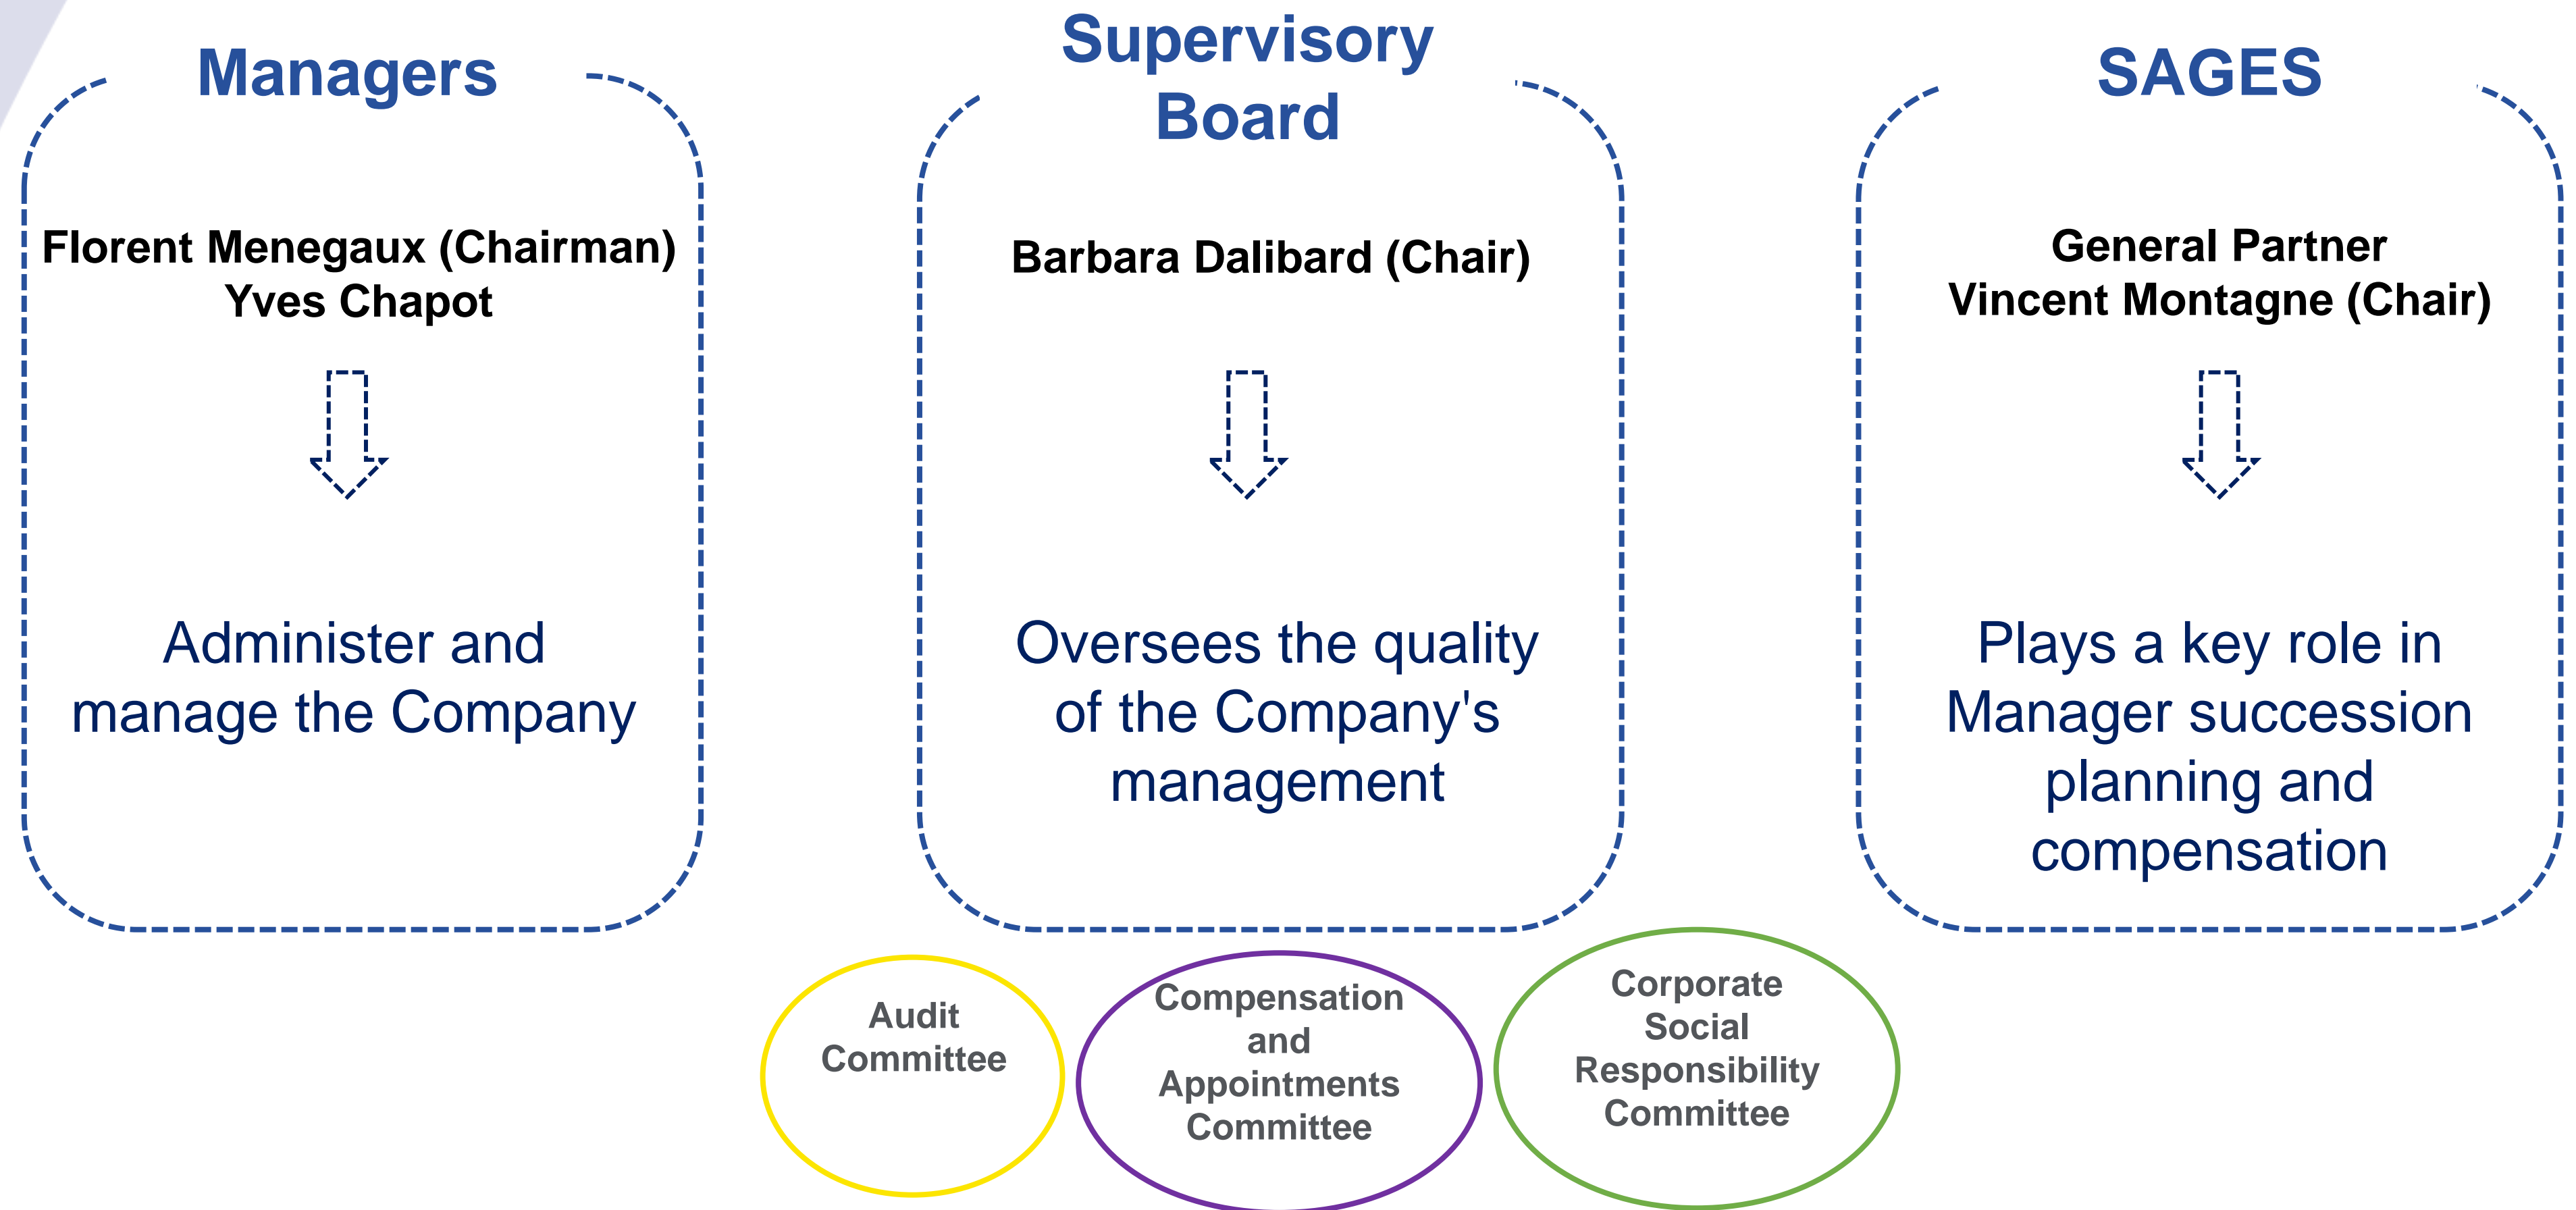 Managers
Florent Menegaux (Chairman)
Yves Chapot
Administer and
manage the Company
Supervisory
Board
Barbara Dalibard (Chair)
Oversees the quality
of the Company's
management
SAGES
General Partner
Vincent Montagne (Chair)
Plays a key role in
Manager succession
planning and
compensation
Audit
Committee
Compensation
and
Appointments
Committee
Corporate
Social
Responsibility
Committee